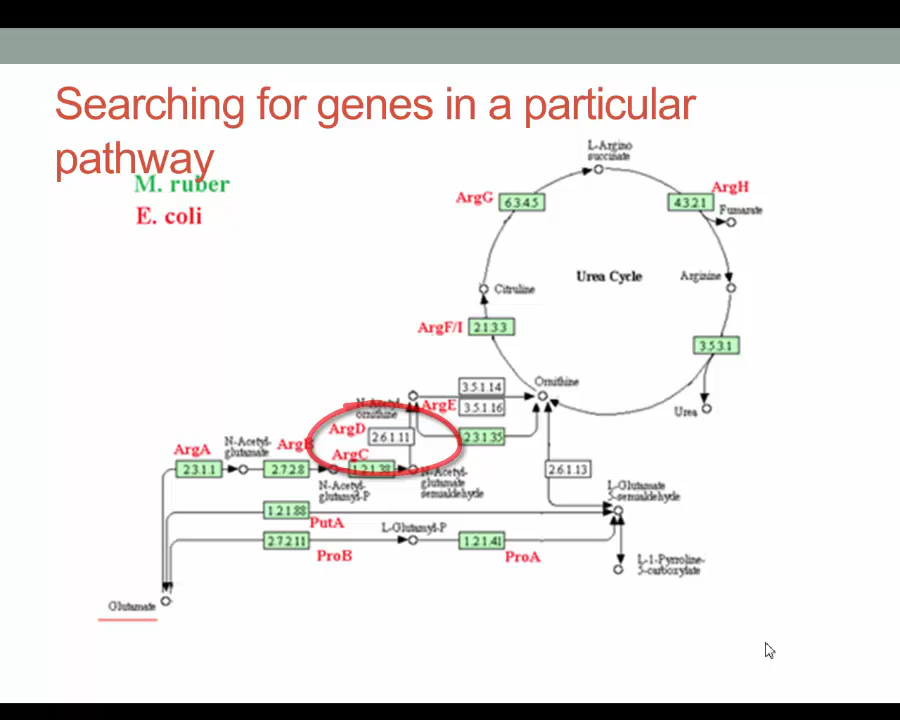 Searching for genes in a particular
pathway
M. ruber
E. coli
L-Argino
succinate
ArgG
6.3.4.5
4.3.2.1
ArgH
Fumarate
Urea Cycle
Arginine
Citruline
ArgF/I
2.1.3.3
3.5.3.1
Urea
3.5.1.14
3.5.1.16
Ornithine
N-Acetyl-
ornithine
ArgE
ArgD
2.6.1.11
2.3.1.35
ArgA
2.3.1.1
N-Acetyl-
glutamate
ArgB
2.7.2.8
N-Acetyl-
glutamyl-P
ArgC
1.2.1.38
N-Acetyl-
glutamate
semialdehyde
2.6.1.13
L-Glutamate
5-semialdehyde
1.2.1.88
PutA
2.7.2.11
ProB
L-Glutamyl-P
1.2.1.41
ProA
L-1-Pyrroline-
5-carboxylate
Glutamate